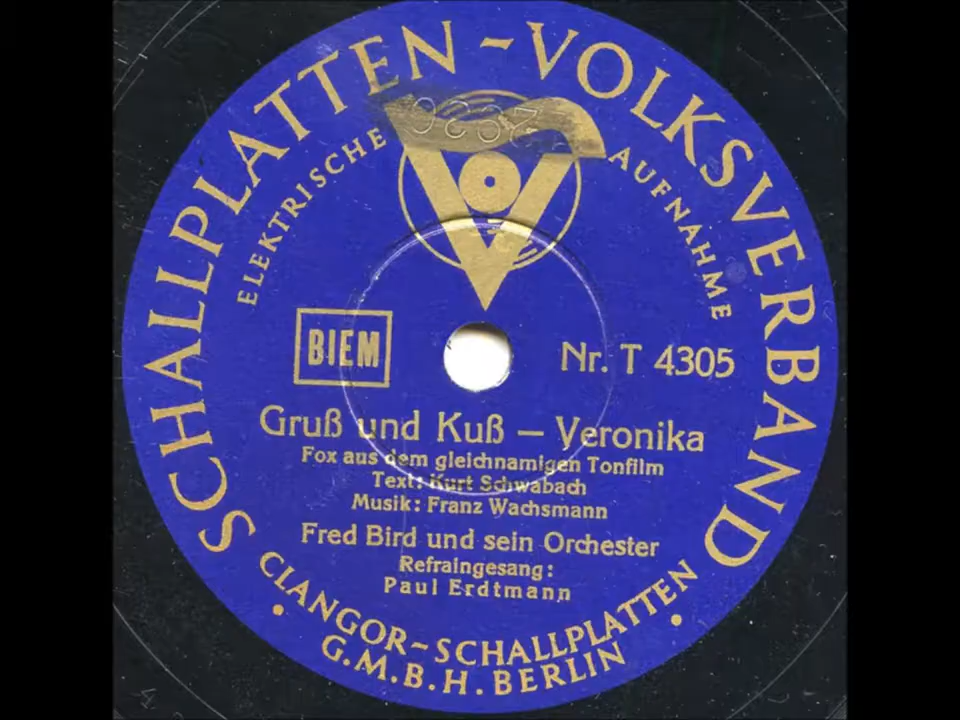 SCHALLPLATTEN-VOLKSVERBAND
ELEKTRISCHE AUFNAHME
BIEM
Nr. T 4305
Gruß und Kuß — Veronika
Fox aus dem gleichnamigen Tonfilm
Text: Kurt Schwabach
Musik: Franz Wachsmann
Fred Bird und sein Orchester
Refraingesang:
Paul Erdtmann
CLANGOR-SCHALLPLATTEN
G.M.B.H. BERLIN